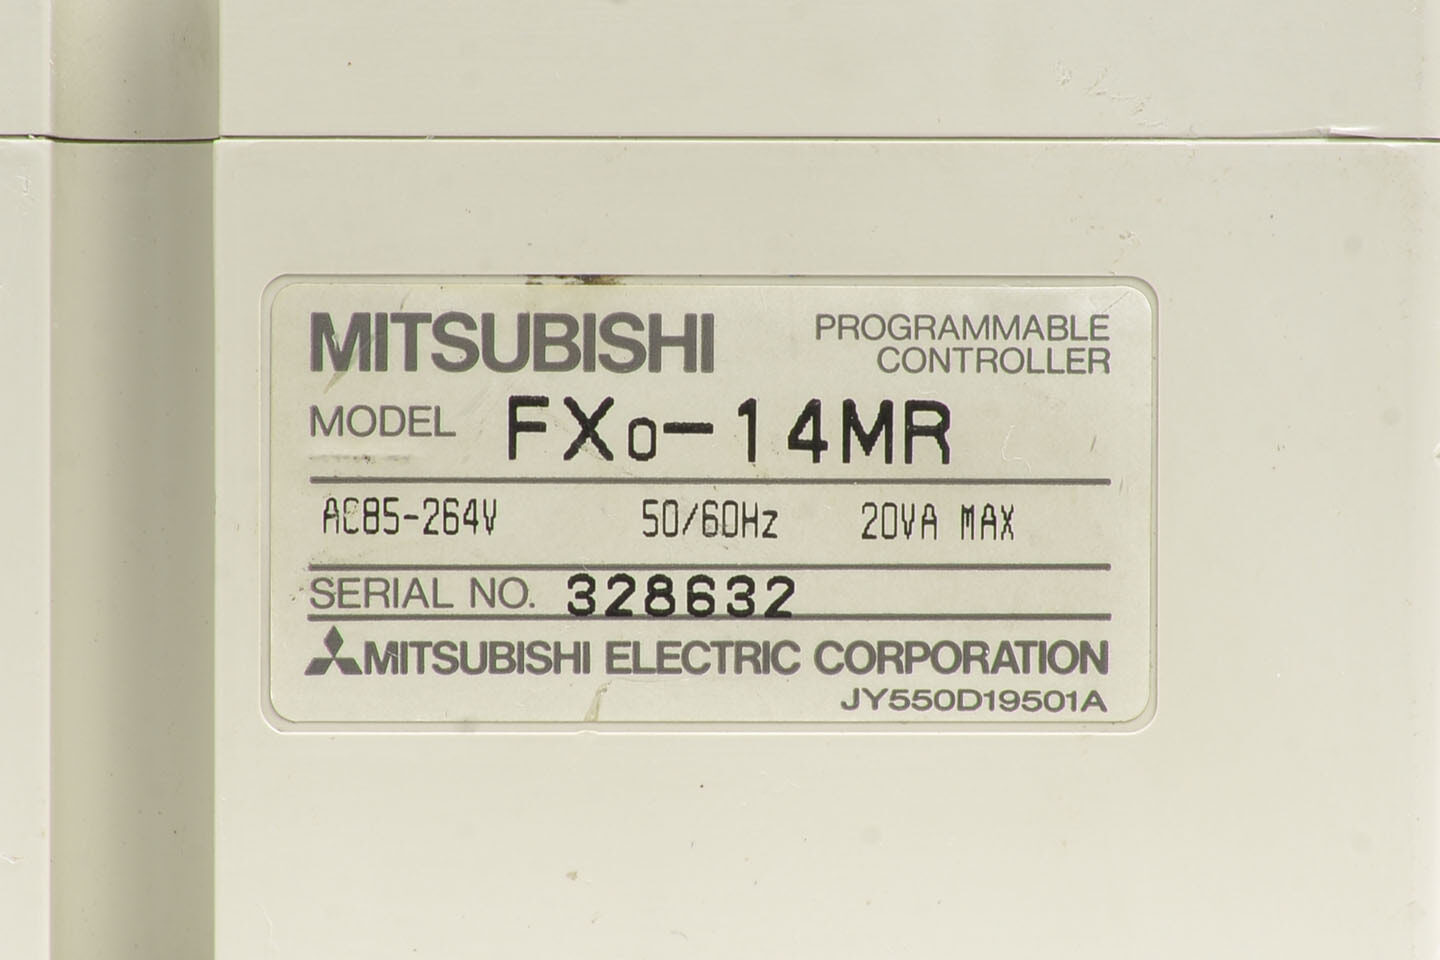 MITSUBISHI
PROGRAMMABLE
CONTROLLER
MODEL FX0-14MR
AC85-264V 50/60Hz 20VA MAX
SERIAL NO. 328632
MITSUBISHI ELECTRIC CORPORATION
JY550D19501A